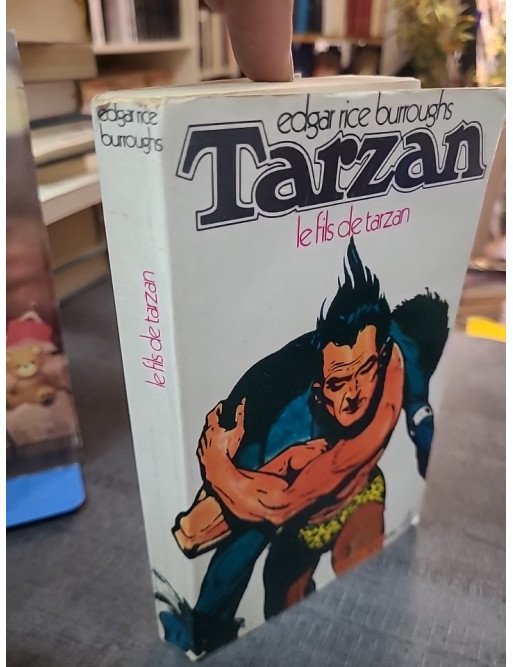 edgar rice
burroughs
le fils de tarzan
edgar rice burroughs
Tarzan
le fils de tarzan